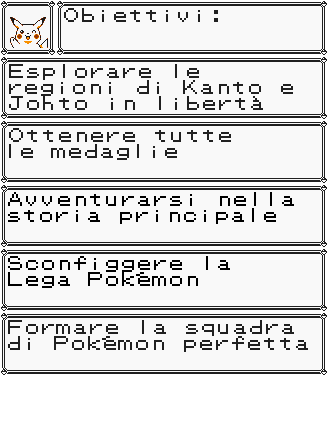 Obiettivi:
Esplorare le
regioni di Kanto e
Johto in libertà
Ottenere tutte
le medaglie
Avventurarsi nella
storia principale
Sconfiggere la
Lega Pokémon
Formare la squadra
di Pokémon perfetta